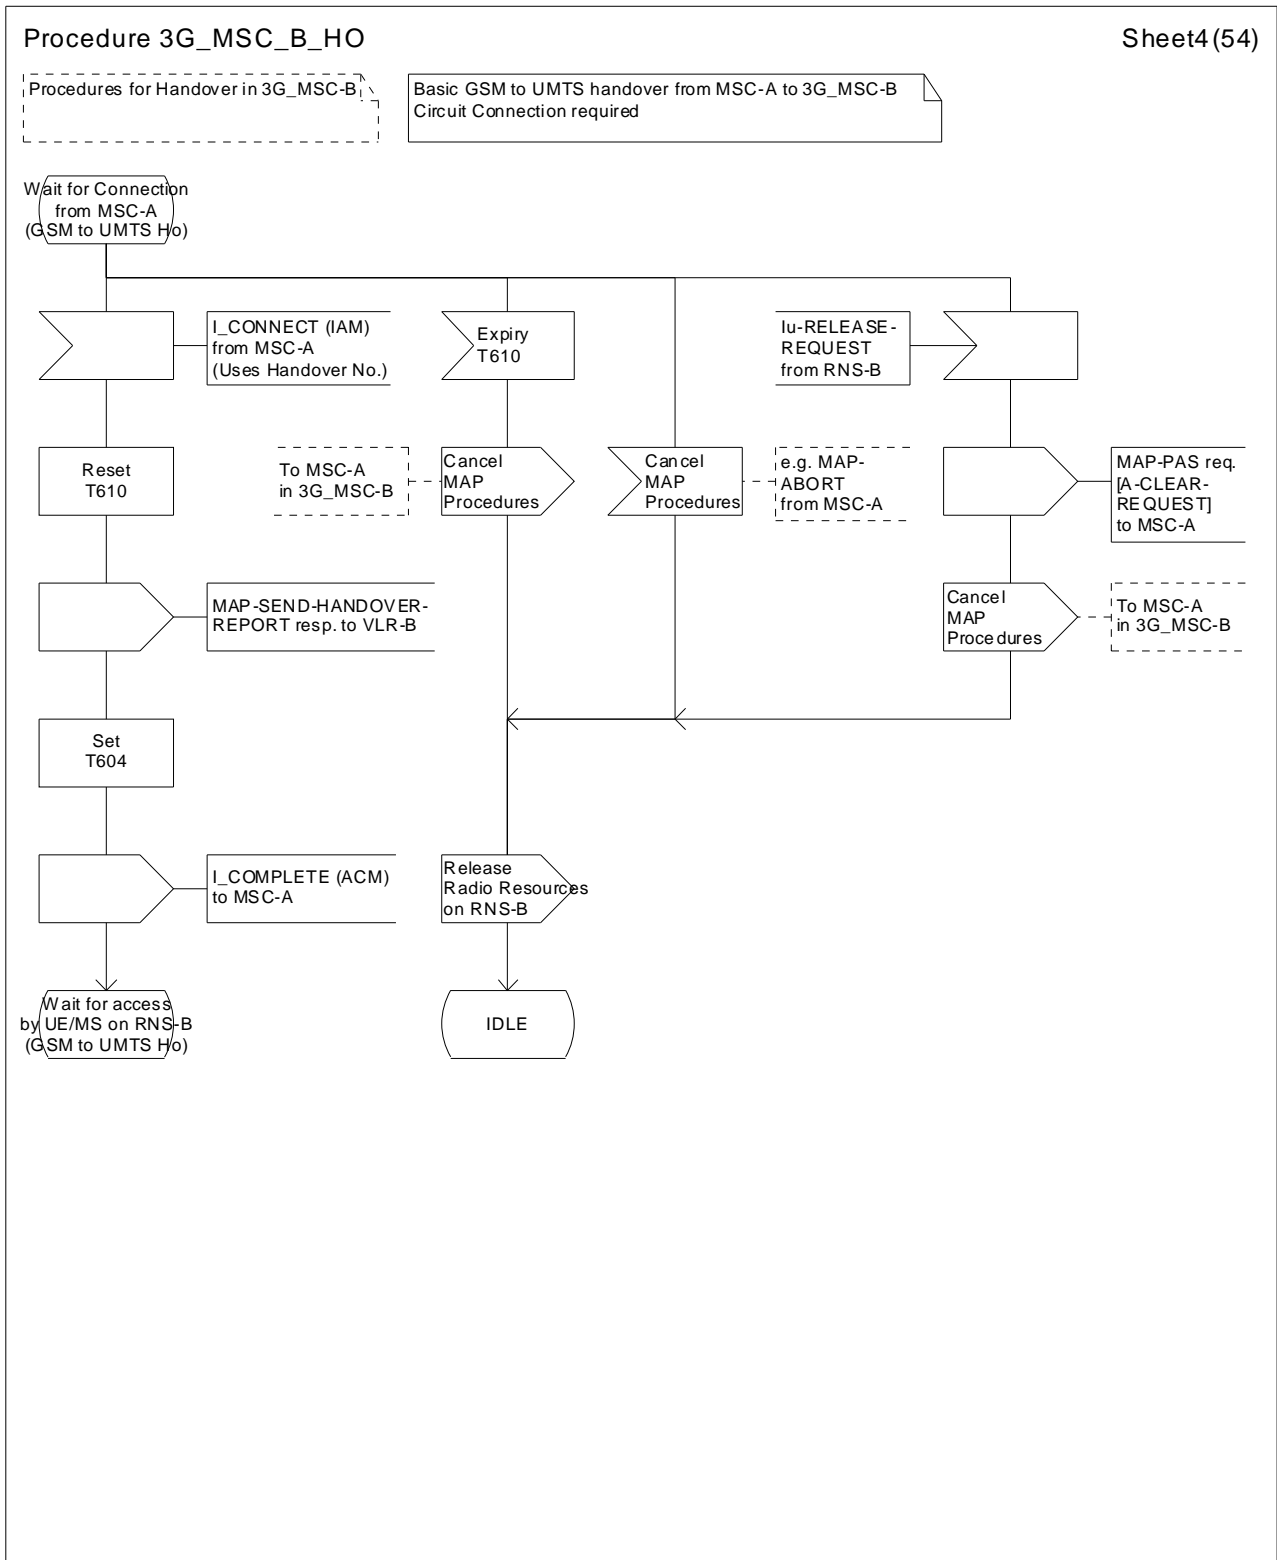 Procedure 3G_MSC_B_HO
Sheet4(54)
Procedures for Handover in 3G_MSC-B
Basic GSM to UMTS handover from MSC-A to 3G_MSC-B
Circuit Connection required
Wait for Connection
from MSC-A
(GSM to UMTS Ho)
I_CONNECT (IAM)
from MSC-A
(Uses Handover No.)
Expiry
T610
Iu-RELEASE-
REQUEST
from RNS-B
Reset
T610
To MSC-A
in 3G_MSC-B
Cancel
MAP
Procedures
Cancel
MAP
Procedures
e.g. MAP-
ABORT
from MSC-A
MAP-PAS req.
[A-CLEAR-
REQUEST]
to MSC-A
MAP-SEND-HANDOVER-
REPORT resp. to VLR-B
Cancel
MAP
Procedures
To MSC-A
in 3G_MSC-B
Set
T604
I_COMPLETE (ACM)
to MSC-A
Release
Radio Resources
on RNS-B
Wait for access
by UE/MS on RNS-B
(GSM to UMTS Ho)
IDLE